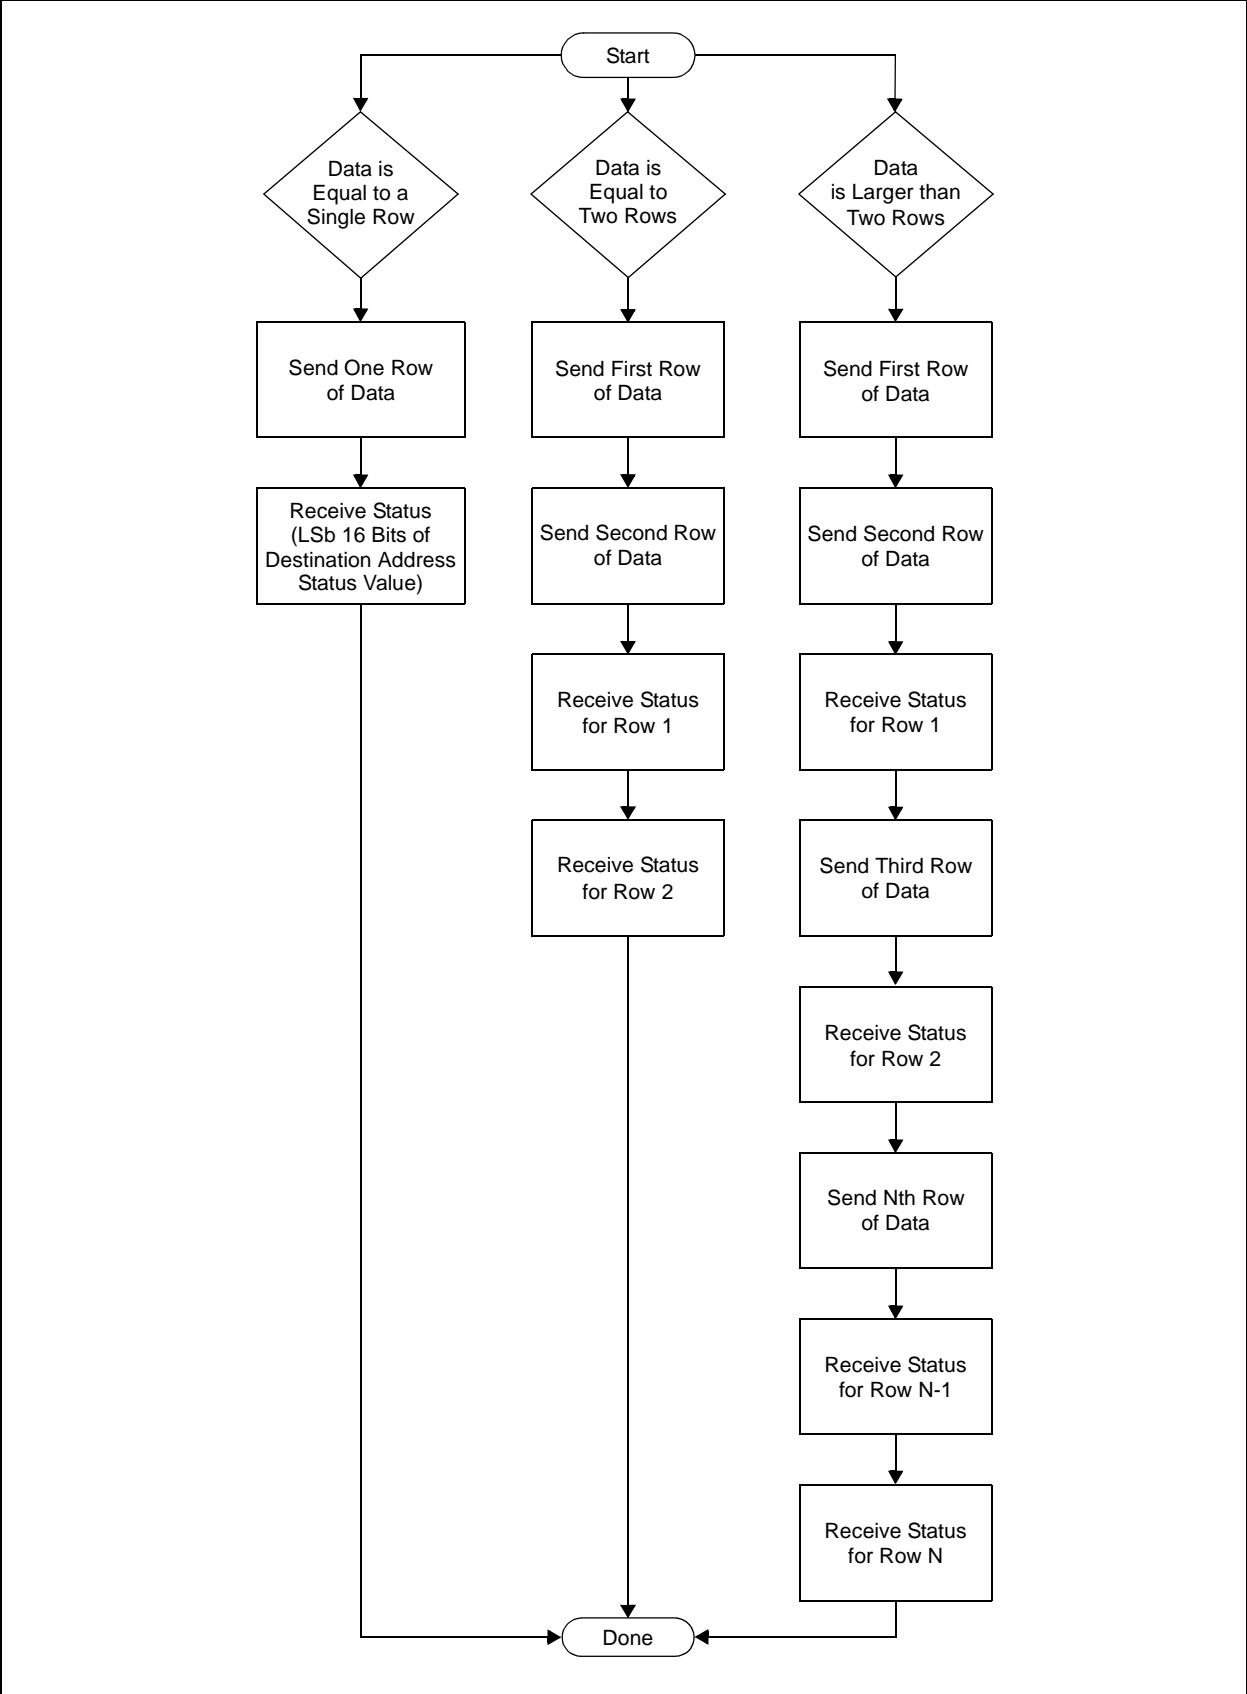 Start
Data is
Equal to a
Single Row
Data is
Equal to
Two Rows
Data
is Larger than
Two Rows
Send One Row
of Data
Send First Row
of Data
Send First Row
of Data
Receive Status
(LSb 16 Bits of
Destination Address
Status Value)
Send Second Row
of Data
Send Second Row
of Data
Receive Status
for Row 1
Receive Status
for Row 1
Receive Status
for Row 2
Send Third Row
of Data
Receive Status
for Row 2
Send Nth Row
of Data
Receive Status
for Row N-1
Receive Status
for Row N
Done